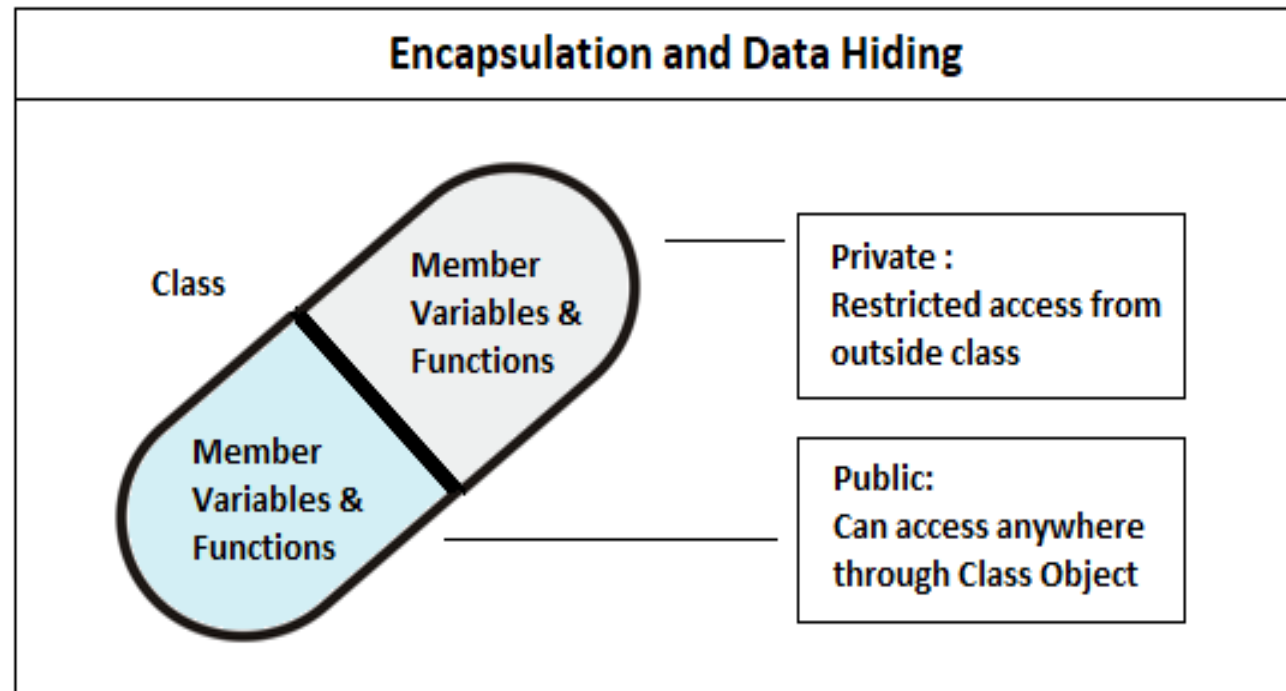 Encapsulation and Data Hiding
Class
Member
Variables &
Functions
Member
Variables &
Functions
Private :
Restricted access from
outside class
Public:
Can access anywhere
through Class Object